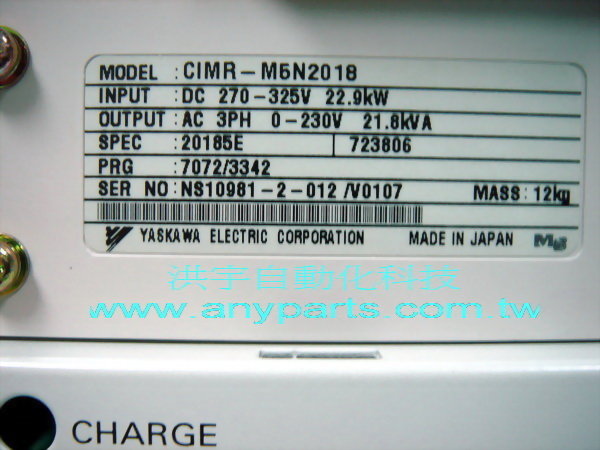 MODEL : CIMR-M5N2018
INPUT : DC 270-325V 22.9kW
OUTPUT : AC 3PH 0-230V 21.8kVA
SPEC : 20185E 723806
PRG : 7072/3342
SER NO : NS10981-2-012 /V0107 MASS : 12kg
YASKAWA ELECTRIC CORPORATION MADE IN JAPAN
洪宇自動化科技
www.anyparts.com.tw
CHARGE